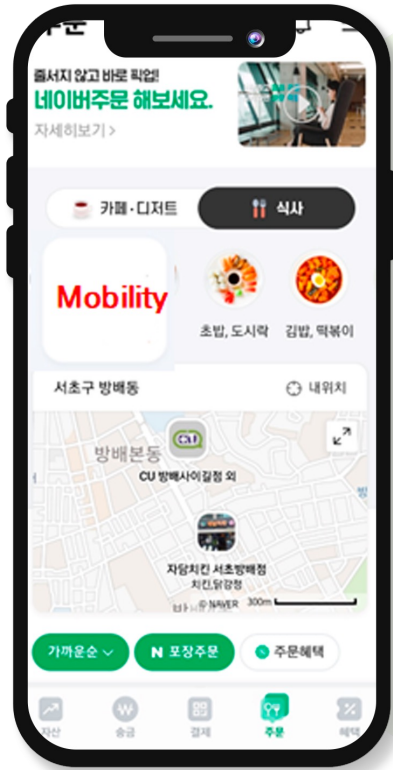 주문
줄서지 않고 바로 픽업!
네이버주문 해보세요.
자세히보기 >
카페·디저트
식사
Mobility
초밥, 도시락
김밥, 떡볶이
서초구 방배동
내위치
방배본동
CU
CU 방배사이길점 외
방
자담치킨 서초방배점
치킨,닭강정
© NAVER
300m
가까운순
N 포장주문
주문혜택
자산
송금
결제
주문
혜택